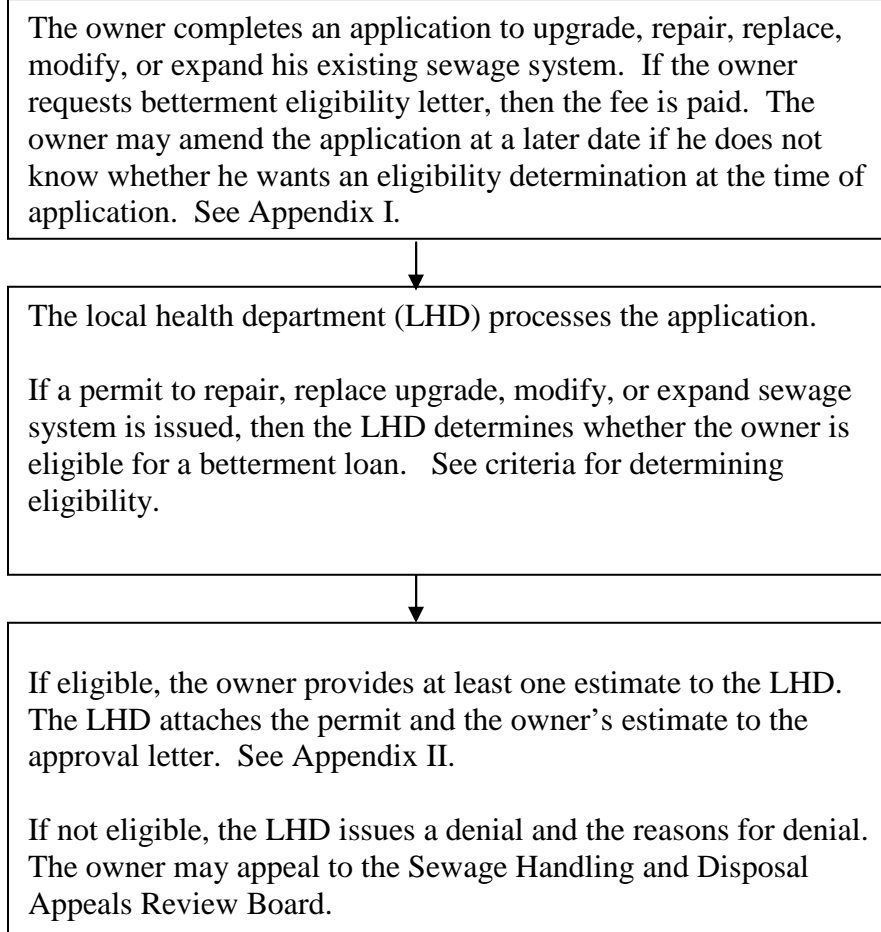 The owner completes an application to upgrade, repair, replace,
modify, or expand his existing sewage system.  If the owner
requests betterment eligibility letter, then the fee is paid.  The
owner may amend the application at a later date if he does not
know whether he wants an eligibility determination at the time of
application.  See Appendix I.
The local health department (LHD) processes the application.
If a permit to repair, replace upgrade, modify, or expand sewage
system is issued, then the LHD determines whether the owner is
eligible for a betterment loan.   See criteria for determining
eligibility.
If eligible, the owner provides at least one estimate to the LHD.
The LHD attaches the permit and the owner’s estimate to the
approval letter.  See Appendix II.
If not eligible, the LHD issues a denial and the reasons for denial.
The owner may appeal to the Sewage Handling and Disposal
Appeals Review Board.